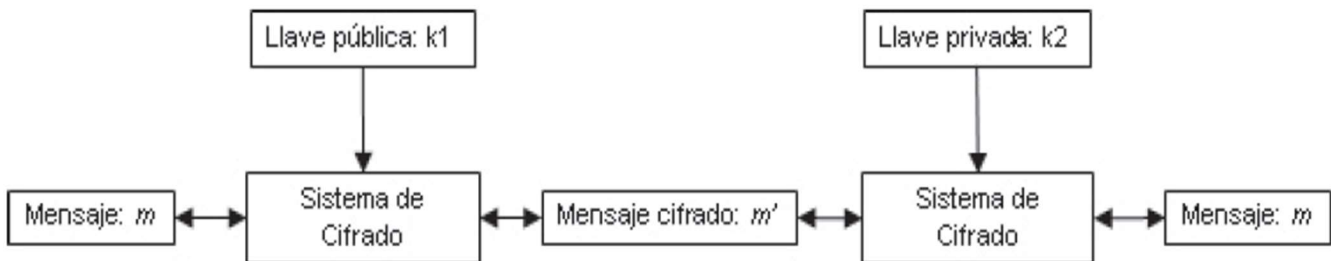 Llave pública: k1
Llave privada: k2
Mensaje: m
Sistema de
Cifrado
Mensaje cifrado: m'
Sistema de
Cifrado
Mensaje: m